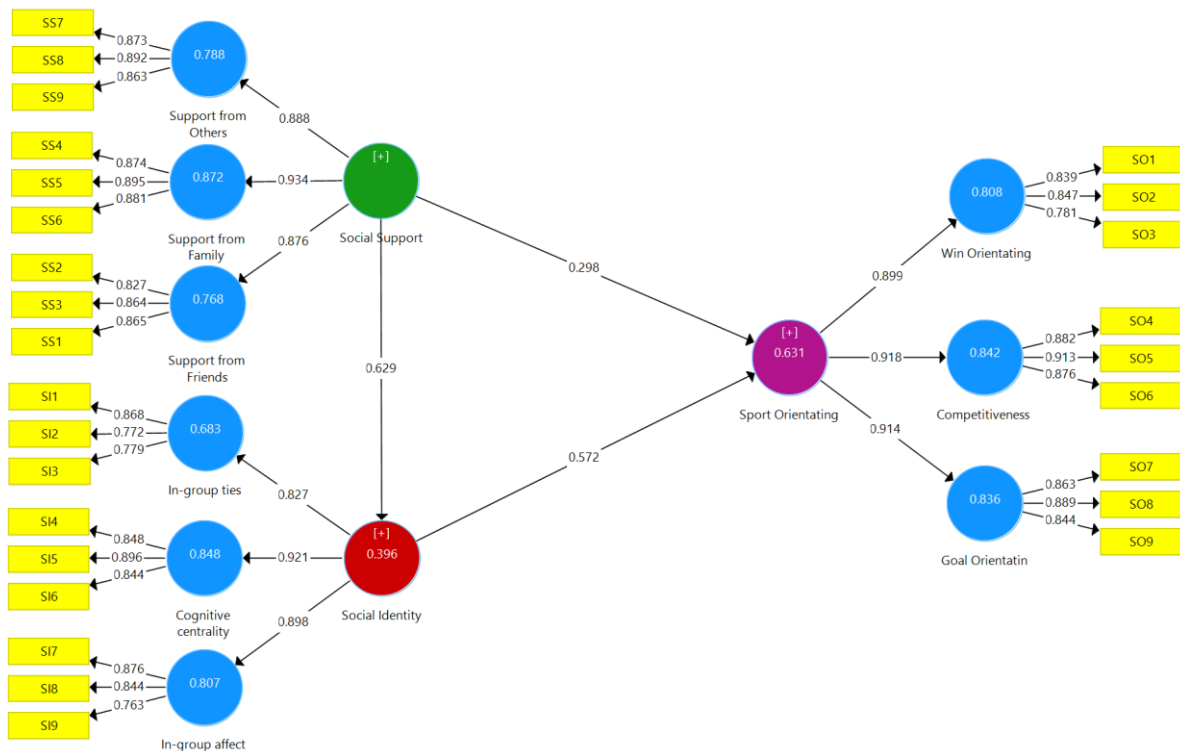 SS7
0.873
SS8
0.892
0.788
SS9
0.863
Support from
Others
0.888
SS4
0.874
SS5
0.895
0.872
SS6
0.881
0.934
Support from
Family
[+]
Social Support
0.876
SS2
0.827
SS3
0.864
0.768
SS1
0.865
Support from
Friends
0.298
0.629
SI1
0.868
SI2
0.772
0.683
SI3
0.779
In-group ties
0.827
0.572
SI4
0.848
SI5
0.896
0.848
SI6
0.844
0.921
Cognitive
centrality
[+]
0.396
Social Identity
0.898
SI7
0.876
SI8
0.844
0.807
SI9
0.763
In-group affect
[+]
0.631
Sport Orientating
0.899
0.808
0.839
SO1
0.847
SO2
0.781
SO3
Win Orientating
0.918
0.842
0.882
SO4
0.913
SO5
0.876
SO6
Competitiveness
0.914
0.836
0.863
SO7
0.889
SO8
0.844
SO9
Goal Orientatin